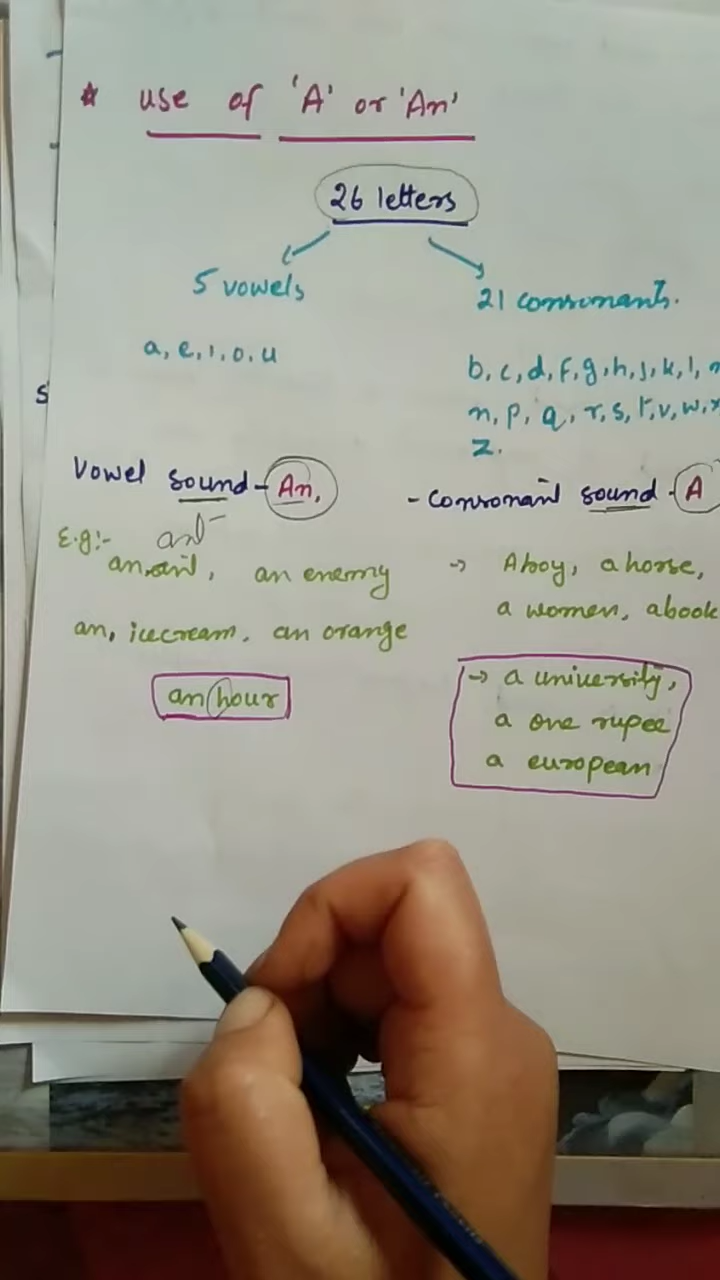 * use of 'A' or 'An'
26 letters
5 vowels
21 consonants.
a, e, i, o, u
b, c, d, f, g, h, j, k, l,
n, p, q, r, s, t, v, w,
z.
S
Vowel sound - An,
- Consonant sound - A
E.g:- ant
an ant, an enemy
an, icecream, an orange
an hour
→ A boy, a horse,
a women, a book
→ a university,
a one rupee
a european